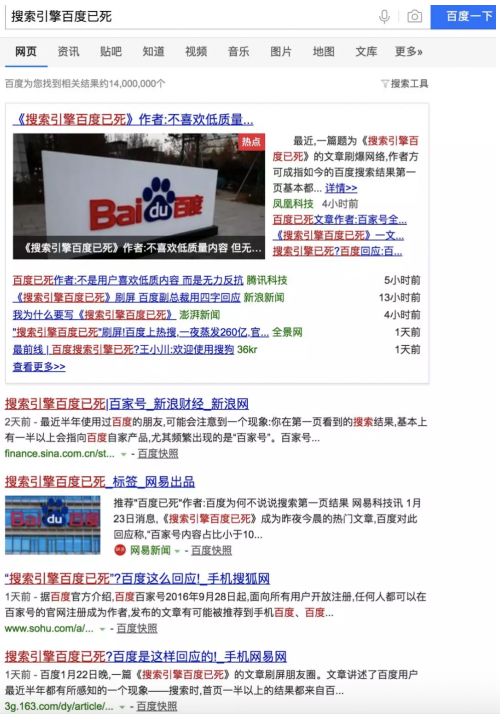 搜索引擎百度已死
百度一下
网页 资讯 贴吧 知道 视频 音乐 图片 地图 文库 更多»
百度为您找到相关结果约14,000,000个
搜索工具
《搜索引擎百度已死》作者:不喜欢低质量...
热点
Bai du 百度
《搜索引擎百度已死》作者:不喜欢低质量内容 但无...
最近,一篇题为《搜索引擎百
度已死》的文章刷爆网络,作者方
可成指如今的百度搜索结果第一
页基本都... 详情>>
凤凰科技 4小时前
百度已死文章作者:百家号全...
《搜索引擎百度已死》一文...
搜索引擎已死?百度回应:百...
百度已死作者:不是用户喜欢低质内容 而是无力反抗 腾讯科技 5小时前
《搜索引擎百度已死》刷屏 百度副总裁用四字回应 新浪新闻 13小时前
我为什么要写《搜索引擎百度已死》 澎湃新闻 4小时前
"搜索引擎百度已死"刷屏!百度上热搜,一夜蒸发260亿,官... 全景网 1天前
最前线 | 百度搜索引擎已死?王小川:欢迎使用搜狗 36kr 1天前
查看更多>>
搜索引擎百度已死|百家号_新浪财经_新浪网
2天前 - 最近半年使用过百度的朋友,可能会注意到一个现象:你在第一页看到的搜索结果,基本上
有一半以上会指向百度自家产品,尤其频繁出现的是“百家号”。百家号...
finance.sina.com.cn/st... - 百度快照
搜索引擎百度已死_标签_网易出品
Bai du 百度
推荐"百度已死"作者:百度为何不说说搜索第一页结果 网易科技讯 1月
23日消息,《搜索引擎百度已死》成为昨夜今晨的热门文章,百度对此
回应称,“百家号内容占比小于10...
网易新闻 - 百度快照
“搜索引擎百度已死”?百度这么回应!_手机搜狐网
1天前 - 据百度官方介绍,百度百家号2016年9月28日起,面向所有用户开放注册,任何人都可以在
百家号的官网注册成为作者,发布的文章有可能被推荐到手机百度、百度...
www.sohu.com/a/... - 百度快照
搜索引擎百度已死?百度是这样回应的!_手机网易网
1天前 - 百度1月22日晚,一篇《搜索引擎百度已死》的文章刷屏朋友圈。文章讲述了百度用户
最近半年都有所感知的一个现象——搜索时,首页一半以上的结果都来自百...
3g.163.com/dy/article/... - 百度快照